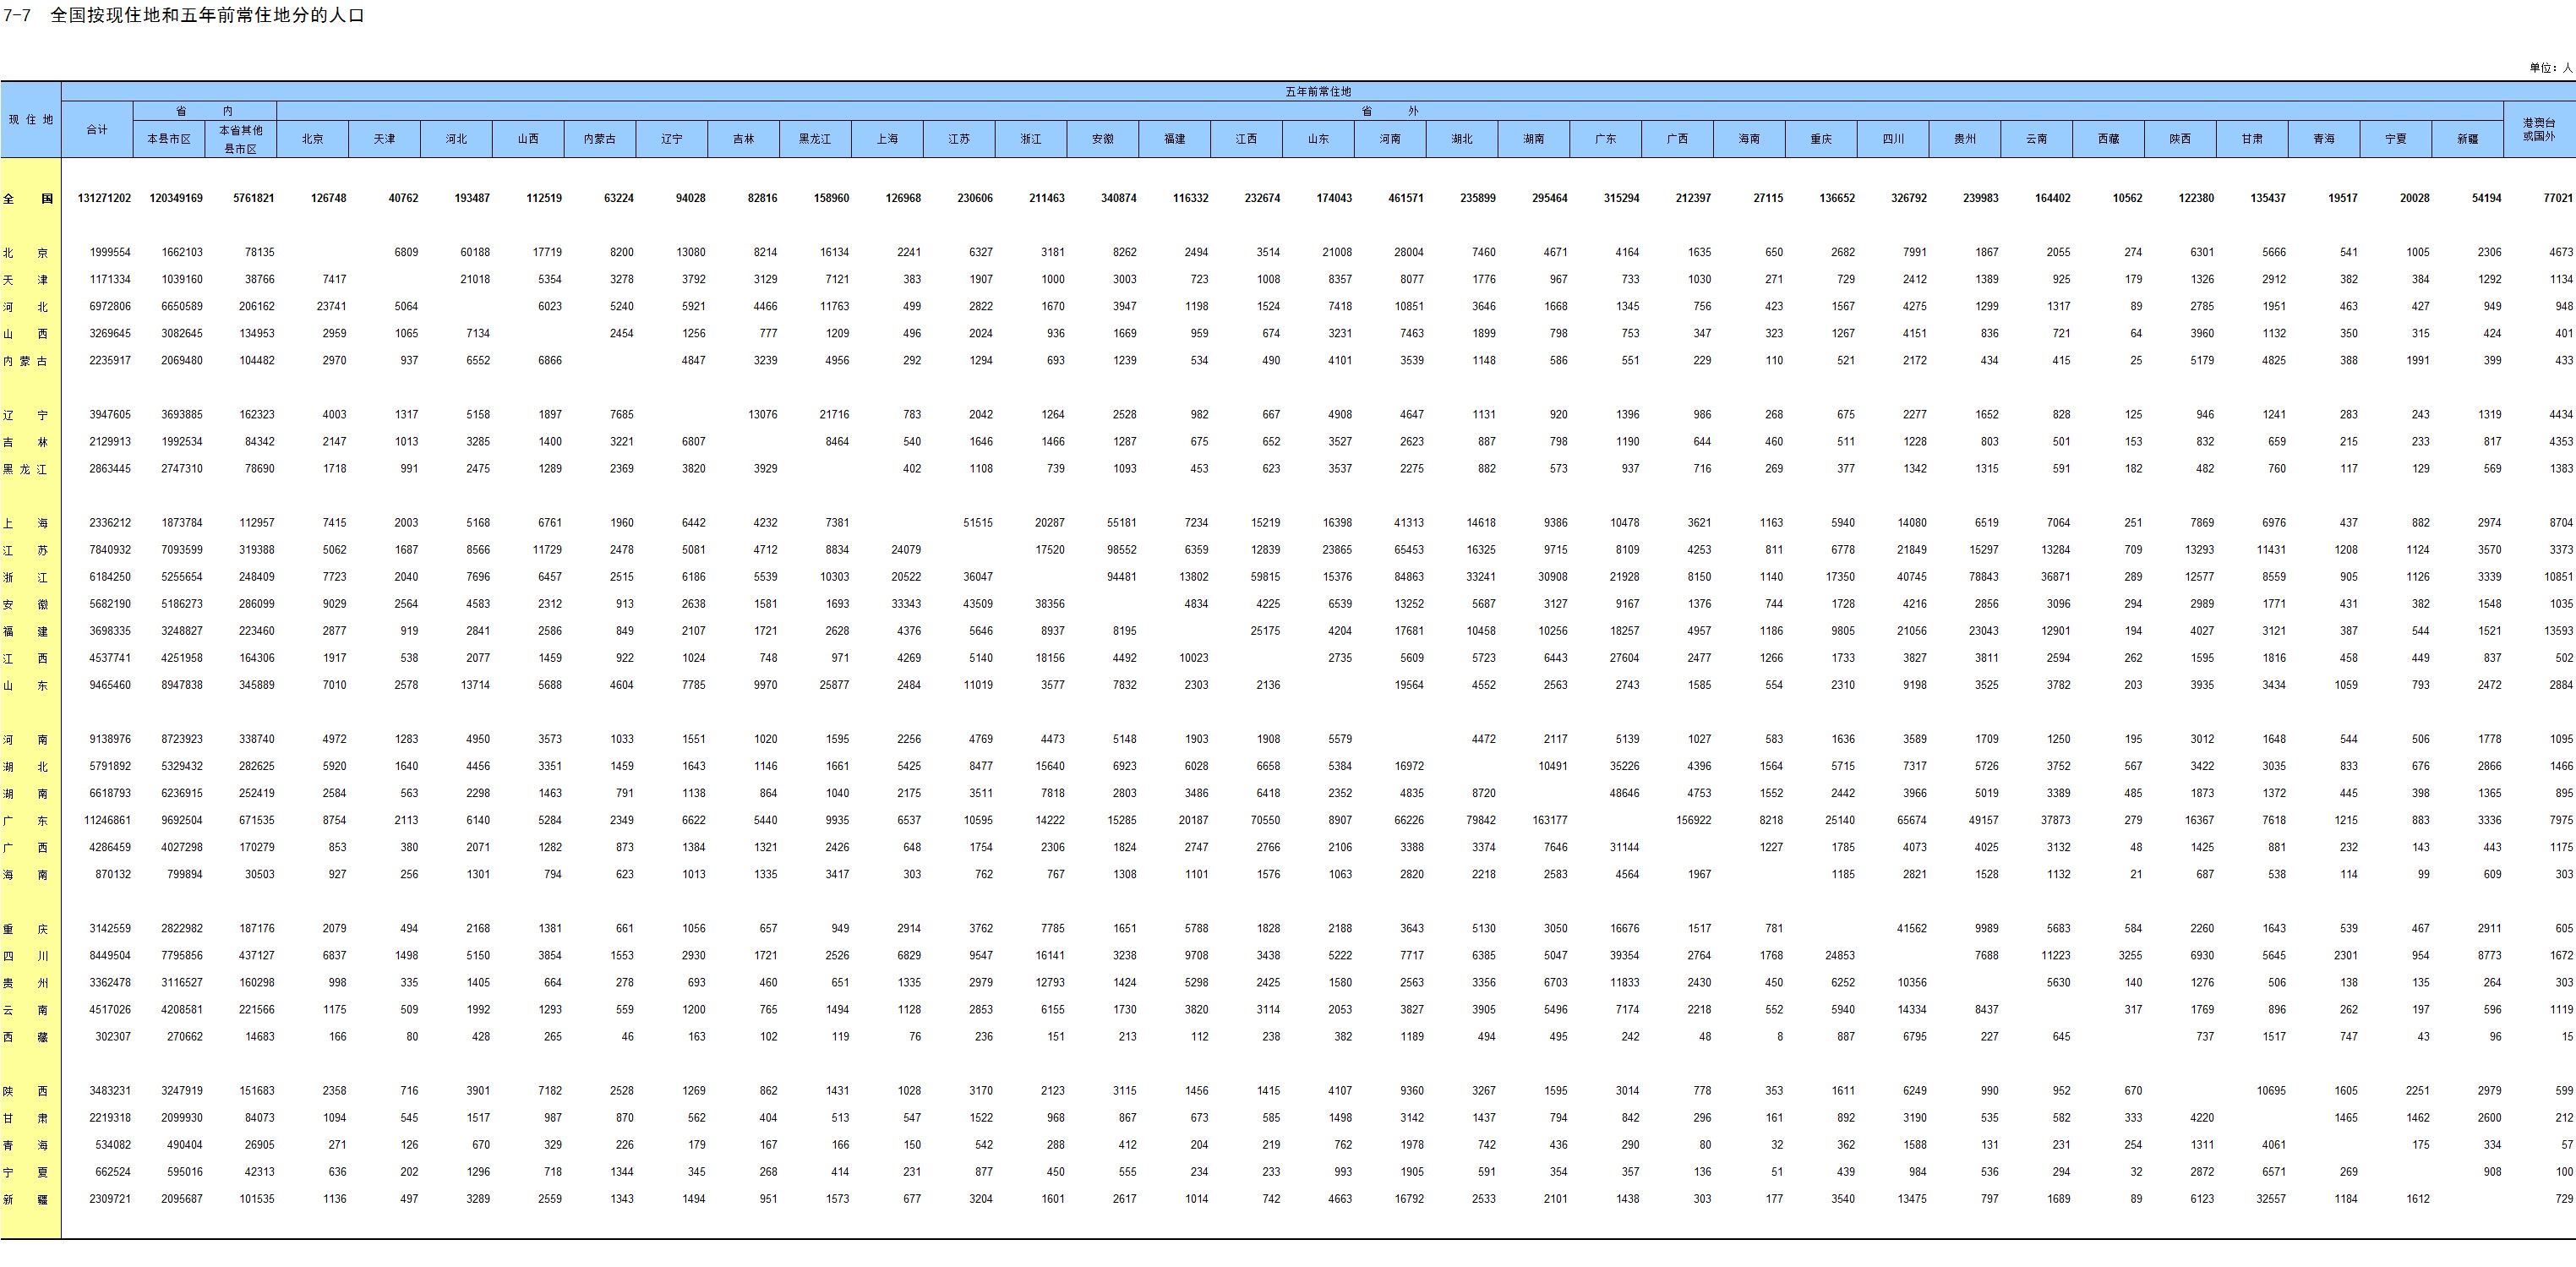 7-7 全国按现住地和五年前常住地分的人口
单位：人
现住地 五年前常住地
合计 省内 省外 港澳台或国外
本县市区 本省其他县市区 北京 天津 河北 山西 内蒙古 辽宁 吉林 黑龙江 上海 江苏 浙江 安徽 福建 江西 山东 河南 湖北 湖南 广东 广西 海南 重庆 四川 贵州 云南 西藏 陕西 甘肃 青海 宁夏 新疆
全国 131271202 120349169 5761821 126748 40762 193487 112519 63224 94028 82816 158960 126968 230606 211463 340874 116332 232674 174043 461571 235899 295464 315294 212397 27115 136652 326792 239983 164402 10562 122380 135437 19517 20028 54194 77021
北京 1999554 1662103 78135 6809 60188 17719 8200 13080 8214 16134 2241 6327 3181 8262 2494 3514 21008 28004 7460 4671 4164 1635 650 2682 7991 1867 2055 274 6301 5666 541 1005 2306 4673
天津 1171334 1039160 38766 7417 21018 5354 3278 3792 3129 7121 383 1907 1000 3003 723 1008 8357 8077 1776 967 733 1030 271 729 2412 1389 925 179 1326 2912 382 384 1292 1134
河北 6972806 6650589 206162 23741 5064 6023 5240 5921 4466 11763 499 2822 1670 3947 1198 1524 7418 10851 3646 1668 1345 756 423 1567 4275 1299 1317 89 2785 1951 463 427 949 948
山西 3269645 3082645 134953 2959 1065 7134 2454 1256 777 1209 496 2024 936 1669 959 674 3231 7463 1899 798 753 347 323 1267 4151 836 721 64 3960 1132 350 315 424 401
内蒙古 2235917 2069480 104482 2970 937 6552 6866 4847 3239 4956 292 1294 693 1239 534 490 4101 3539 1148 586 551 229 110 521 2172 434 415 25 5179 4825 388 1991 399 433
辽宁 3947605 3693885 162323 4003 1317 5158 1897 7685 13076 21716 783 2042 1264 2528 982 667 4908 4647 1131 920 1396 986 268 675 2277 1652 828 125 946 1241 283 243 1319 4434
吉林 2129913 1992534 84342 2147 1013 3285 1400 3221 6807 8464 540 1646 1466 1287 675 652 3527 2623 887 798 1190 644 460 511 1228 803 501 153 832 659 215 233 817 4353
黑龙江 2863445 2747310 78690 1718 991 2475 1289 2369 3820 3929 402 1108 739 1093 453 623 3537 2275 882 573 937 716 269 377 1342 1315 591 182 482 760 117 129 569 1383
上海 2336212 1873784 112957 7415 2003 5168 6761 1960 6442 4232 7381 51515 20287 55181 7234 15219 16398 41313 14618 9386 10478 3621 1163 5940 14080 6519 7064 251 7869 6976 437 882 2974 8704
江苏 7840932 7093599 319388 5062 1687 8566 11729 2478 5081 4712 8834 24079 17520 98552 6359 12839 23865 65453 16325 9715 8109 4253 811 6778 21849 15297 13284 709 13293 11431 1208 1124 3570 3373
浙江 6184250 5255654 248409 7723 2040 7696 6457 2515 6186 5539 10303 20522 36047 94481 13802 59815 15376 84863 33241 30908 21928 8150 1140 17350 40745 78843 36871 289 12577 8559 905 1126 3339 10851
安徽 5682190 5186273 286099 9029 2564 4583 2312 913 2638 1581 1693 33343 43509 38356 4834 4225 6539 13252 5687 3127 9167 1376 744 1728 4216 2856 3096 294 2989 1771 431 382 1548 1035
福建 3698335 3248827 223460 2877 919 2841 2586 849 2107 1721 2628 4376 5646 8937 8195 25175 4204 17681 10458 10256 18257 4957 1186 9805 21056 23043 12901 194 4027 3121 387 544 1521 13593
江西 4537741 4251958 164306 1917 538 2077 1459 922 1024 748 971 4269 5140 18156 4492 10023 2735 5609 5723 6443 27604 2477 1266 1733 3827 3811 2594 262 1595 1816 458 449 837 502
山东 9465460 8947838 345889 7010 2578 13714 5688 4604 7785 9970 25877 2484 11019 3577 7832 2303 2136 19564 4552 2563 2743 1585 554 2310 9198 3525 3782 203 3935 3434 1059 793 2472 2884
河南 9138976 8723923 338740 4972 1283 4950 3573 1033 1551 1020 1595 2256 4769 4473 5148 1903 1908 5579 4472 2117 5139 1027 583 1636 3589 1709 1250 195 3012 1648 544 506 1778 1095
湖北 5791892 5329432 282625 5920 1640 4456 3351 1459 1643 1146 1661 5425 8477 15640 6923 6028 6658 5384 16972 10491 35226 4396 1564 5715 7317 5726 3752 567 3422 3035 833 676 2866 1466
湖南 6618793 6236915 252419 2584 563 2298 1463 791 1138 864 1040 2175 3511 7818 2803 3486 6418 2352 4835 8720 48646 4753 1552 2442 3966 5019 3389 485 1873 1372 445 398 1365 895
广东 11246861 9692504 671535 8754 2113 6140 5284 2349 6622 5440 9935 6537 10595 14222 15285 20187 70550 8907 66226 79842 163177 156922 8218 25140 65674 49157 37873 279 16367 7618 1215 883 3336 7975
广西 4286459 4027298 170279 853 380 2071 1282 873 1384 1321 2426 648 1754 2306 1824 2747 2766 2106 3388 3374 7646 31144 1227 1785 4073 4025 3132 48 1425 881 232 143 443 1175
海南 870132 799894 30503 927 256 1301 794 623 1013 1335 3417 303 762 767 1308 1101 1576 1063 2820 2218 2583 4564 1967 1185 2821 1528 1132 21 687 538 114 99 609 303
重庆 3142559 2822982 187176 2079 494 2168 1381 661 1056 657 949 2914 3762 7785 1651 5788 1828 2188 3643 5130 3050 16676 1517 781 41562 9989 5683 584 2260 1643 539 467 2911 605
四川 8449504 7795856 437127 6837 1498 5150 3854 1553 2930 1721 2526 6829 9547 16141 3238 9708 3438 5222 7717 6385 5047 39354 2764 1768 24853 7688 11223 3255 6930 5645 2301 954 8773 1672
贵州 3362478 3116527 160298 998 335 1405 664 278 693 460 651 1335 2979 12793 1424 5298 2425 1580 2563 3356 6703 11833 2430 450 6252 10356 5630 140 1276 506 138 135 264 303
云南 4517026 4208581 221566 1175 509 1992 1293 559 1200 765 1494 1128 2853 6155 1730 3820 3114 2053 3827 3905 5496 7174 2218 552 5940 14334 8437 317 1769 896 262 197 596 1119
西藏 302307 270662 14683 166 80 428 265 46 163 102 119 76 236 151 213 112 238 382 1189 494 495 242 48 8 887 6795 227 645 737 1517 747 43 96 15
陕西 3483231 3247919 151683 2358 716 3901 7182 2528 1269 862 1431 1028 3170 2123 3115 1456 1415 4107 9360 3267 1595 3014 778 353 1611 6249 990 952 670 10695 1605 2251 2979 599
甘肃 2219318 2099930 84073 1094 545 1517 987 870 562 404 513 547 1522 968 867 673 585 1498 3142 1437 794 842 296 161 892 3190 535 582 333 4220 1465 1462 2600 212
青海 534082 490404 26905 271 126 670 329 226 179 167 166 150 542 288 412 204 219 762 1978 742 436 290 80 32 362 1588 131 231 254 1311 4061 175 334 57
宁夏 662524 595016 42313 636 202 1296 718 1344 345 268 414 231 877 450 555 234 233 993 1905 591 354 357 136 51 439 984 536 294 32 2872 6571 269 908 100
新疆 2309721 2095687 101535 1136 497 3289 2559 1343 1494 951 1573 677 3204 1601 2617 1014 742 4663 16792 2533 2101 1438 303 177 3540 13475 797 1689 89 6123 32557 1184 1612 729